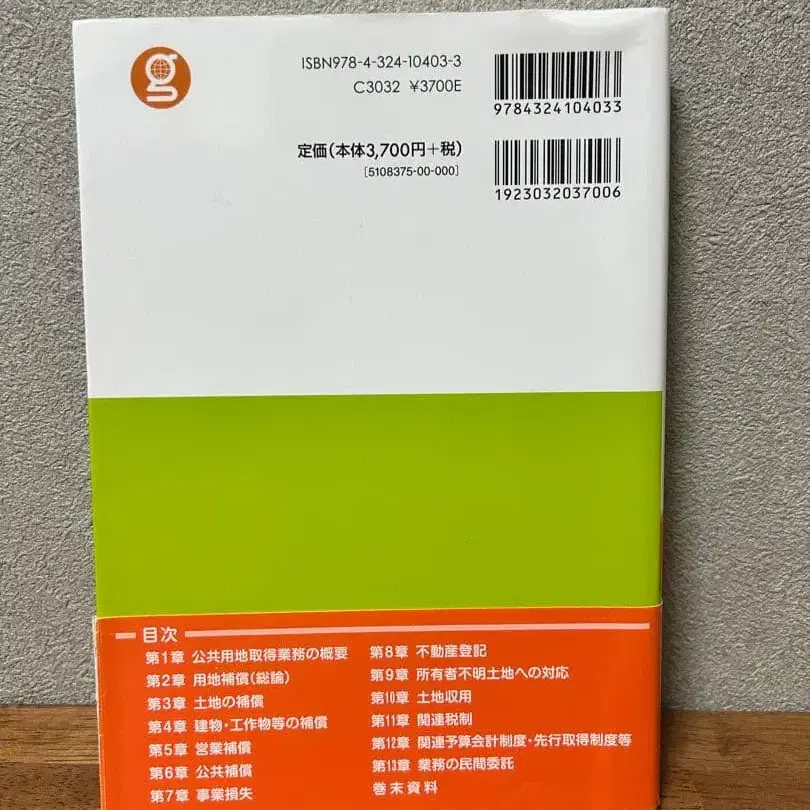 ISBN978-4-324-10403-3
C3032 ¥3700E
9784324104033
定価(本体3,700円+税)
[5108375-00-000]
1923032037006
目次
第1章 公共用地取得業務の概要
第2章 用地補償(総論)
第3章 土地の補償
第4章 建物・工作物等の補償
第5章 営業補償
第6章 公共補償
第7章 事業損失
第8章 不動産登記
第9章 所有者不明土地への対応
第10章 土地収用
第11章 関連税制
第12章 関連予算会計制度・先行取得制度等
第13章 業務の民間委託
巻末資料